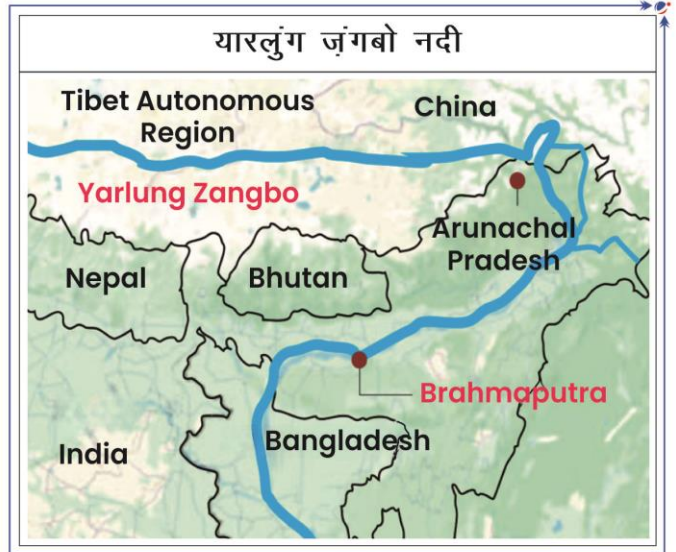 यारलुंग ज़ंगबो नदी
Tibet Autonomous
Region
China
Yarlung Zangbo
Arunachal
Pradesh
Nepal
Bhutan
Brahmaputra
Bangladesh
India